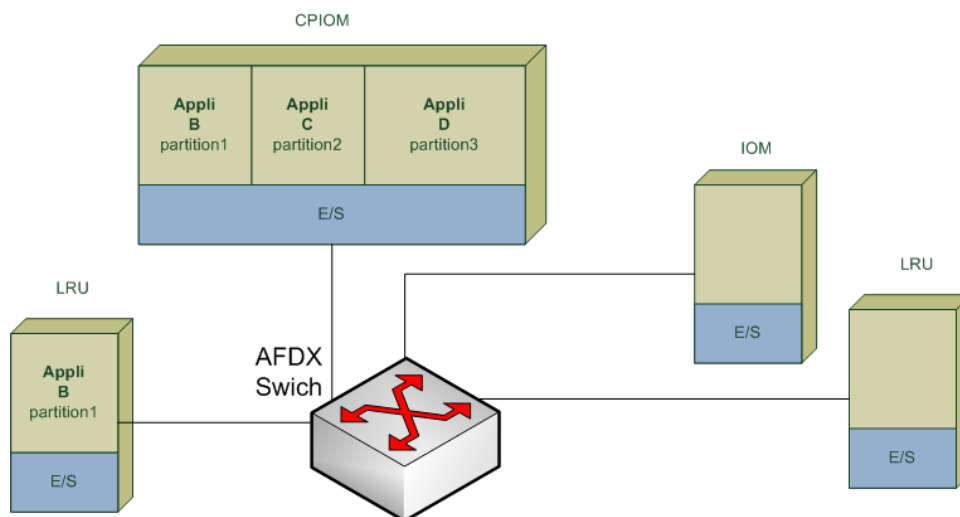 CPIOM
Appli
B
partition1
Appli
C
partition2
Appli
D
partition3
E/S
IOM
E/S
LRU
E/S
LRU
Appli
B
partition1
E/S
AFDX
Swich